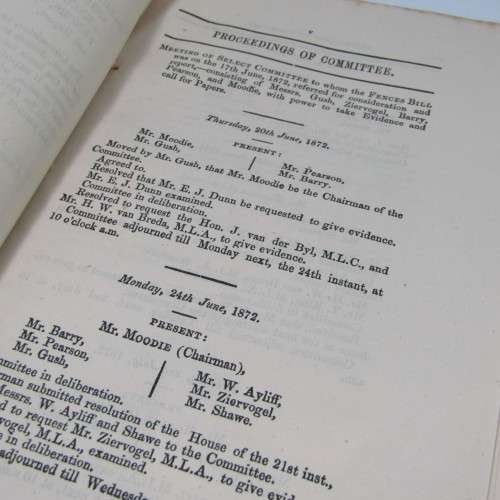 v
PROCEEDINGS OF COMMITTEE.
MEETING OF SELECT COMMITTEE to whom the FENCES BILL
was on the 17th June, 1872, referred for consideration and
report,—consisting of Messrs. Gush, Ziervogel, Barry,
Pearson, and Moodie, with power to take Evidence and
call for Papers.
Thursday, 20th June, 1872.
PRESENT:
Mr. Moodie, Mr. Pearson,
Mr. Gush, Mr. Barry.
Moved by Mr. Gush, that Mr. Moodie be the Chairman of the
Committee.
Agreed to.
Resolved that Mr. E. J. Dunn be requested to give evidence.
Mr. E. J. Dunn examined.
Committee in deliberation.
Resolved to request the Hon. J. van der Byl, M.L.C., and
Mr. H. W. van Breda, M.L.A., to give evidence.
Committee adjourned till Monday next, the 24th instant, at
10 o'clock a.m.
Monday, 24th June, 1872.
PRESENT:
Mr. MOODIE (Chairman),
Mr. Barry, Mr. W. Ayliff,
Mr. Pearson, Mr. Ziervogel,
Mr. Gush, Mr. Shawe.
mmittee in deliberation.
rman submitted resolution of the House of the 21st inst.,
Messrs. W. Ayliff and Shawe to the Committee.
d to request Mr. Ziervogel, M.L.A., to give evi
e in deliberation.
ogel, M.L.A., examined.
adjourned till Wednesda